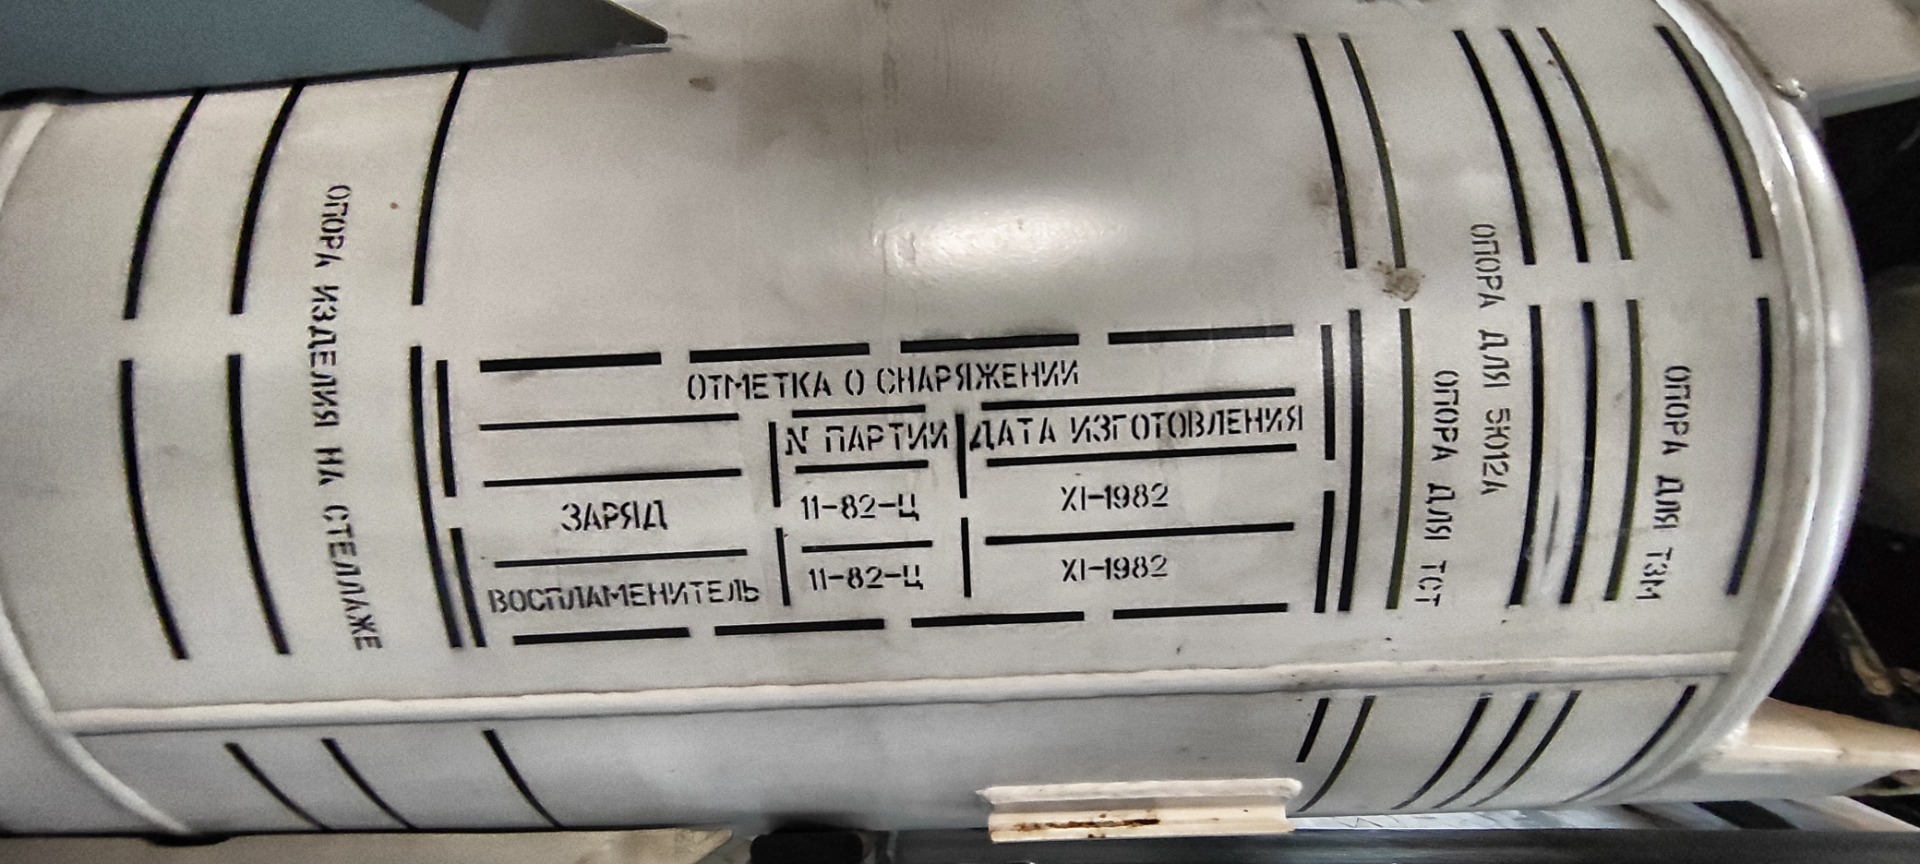 ОПОРА ИЗДЕЛИЯ НА СТЕЛЛАЖЕ
ОТМЕТКА О СНАРЯЖЕНИИ
N ПАРТИИ ДАТА ИЗГОТОВЛЕНИЯ
ЗАРЯД 11-82-Ц XI-1982
ВОСПЛАМЕНИТЕЛЬ 11-82-Ц XI-1982
ОПОРА ДЛЯ ТСТ
ОПОРА ДЛЯ 5Ю12А
ОПОРА ДЛЯ ТЗМ